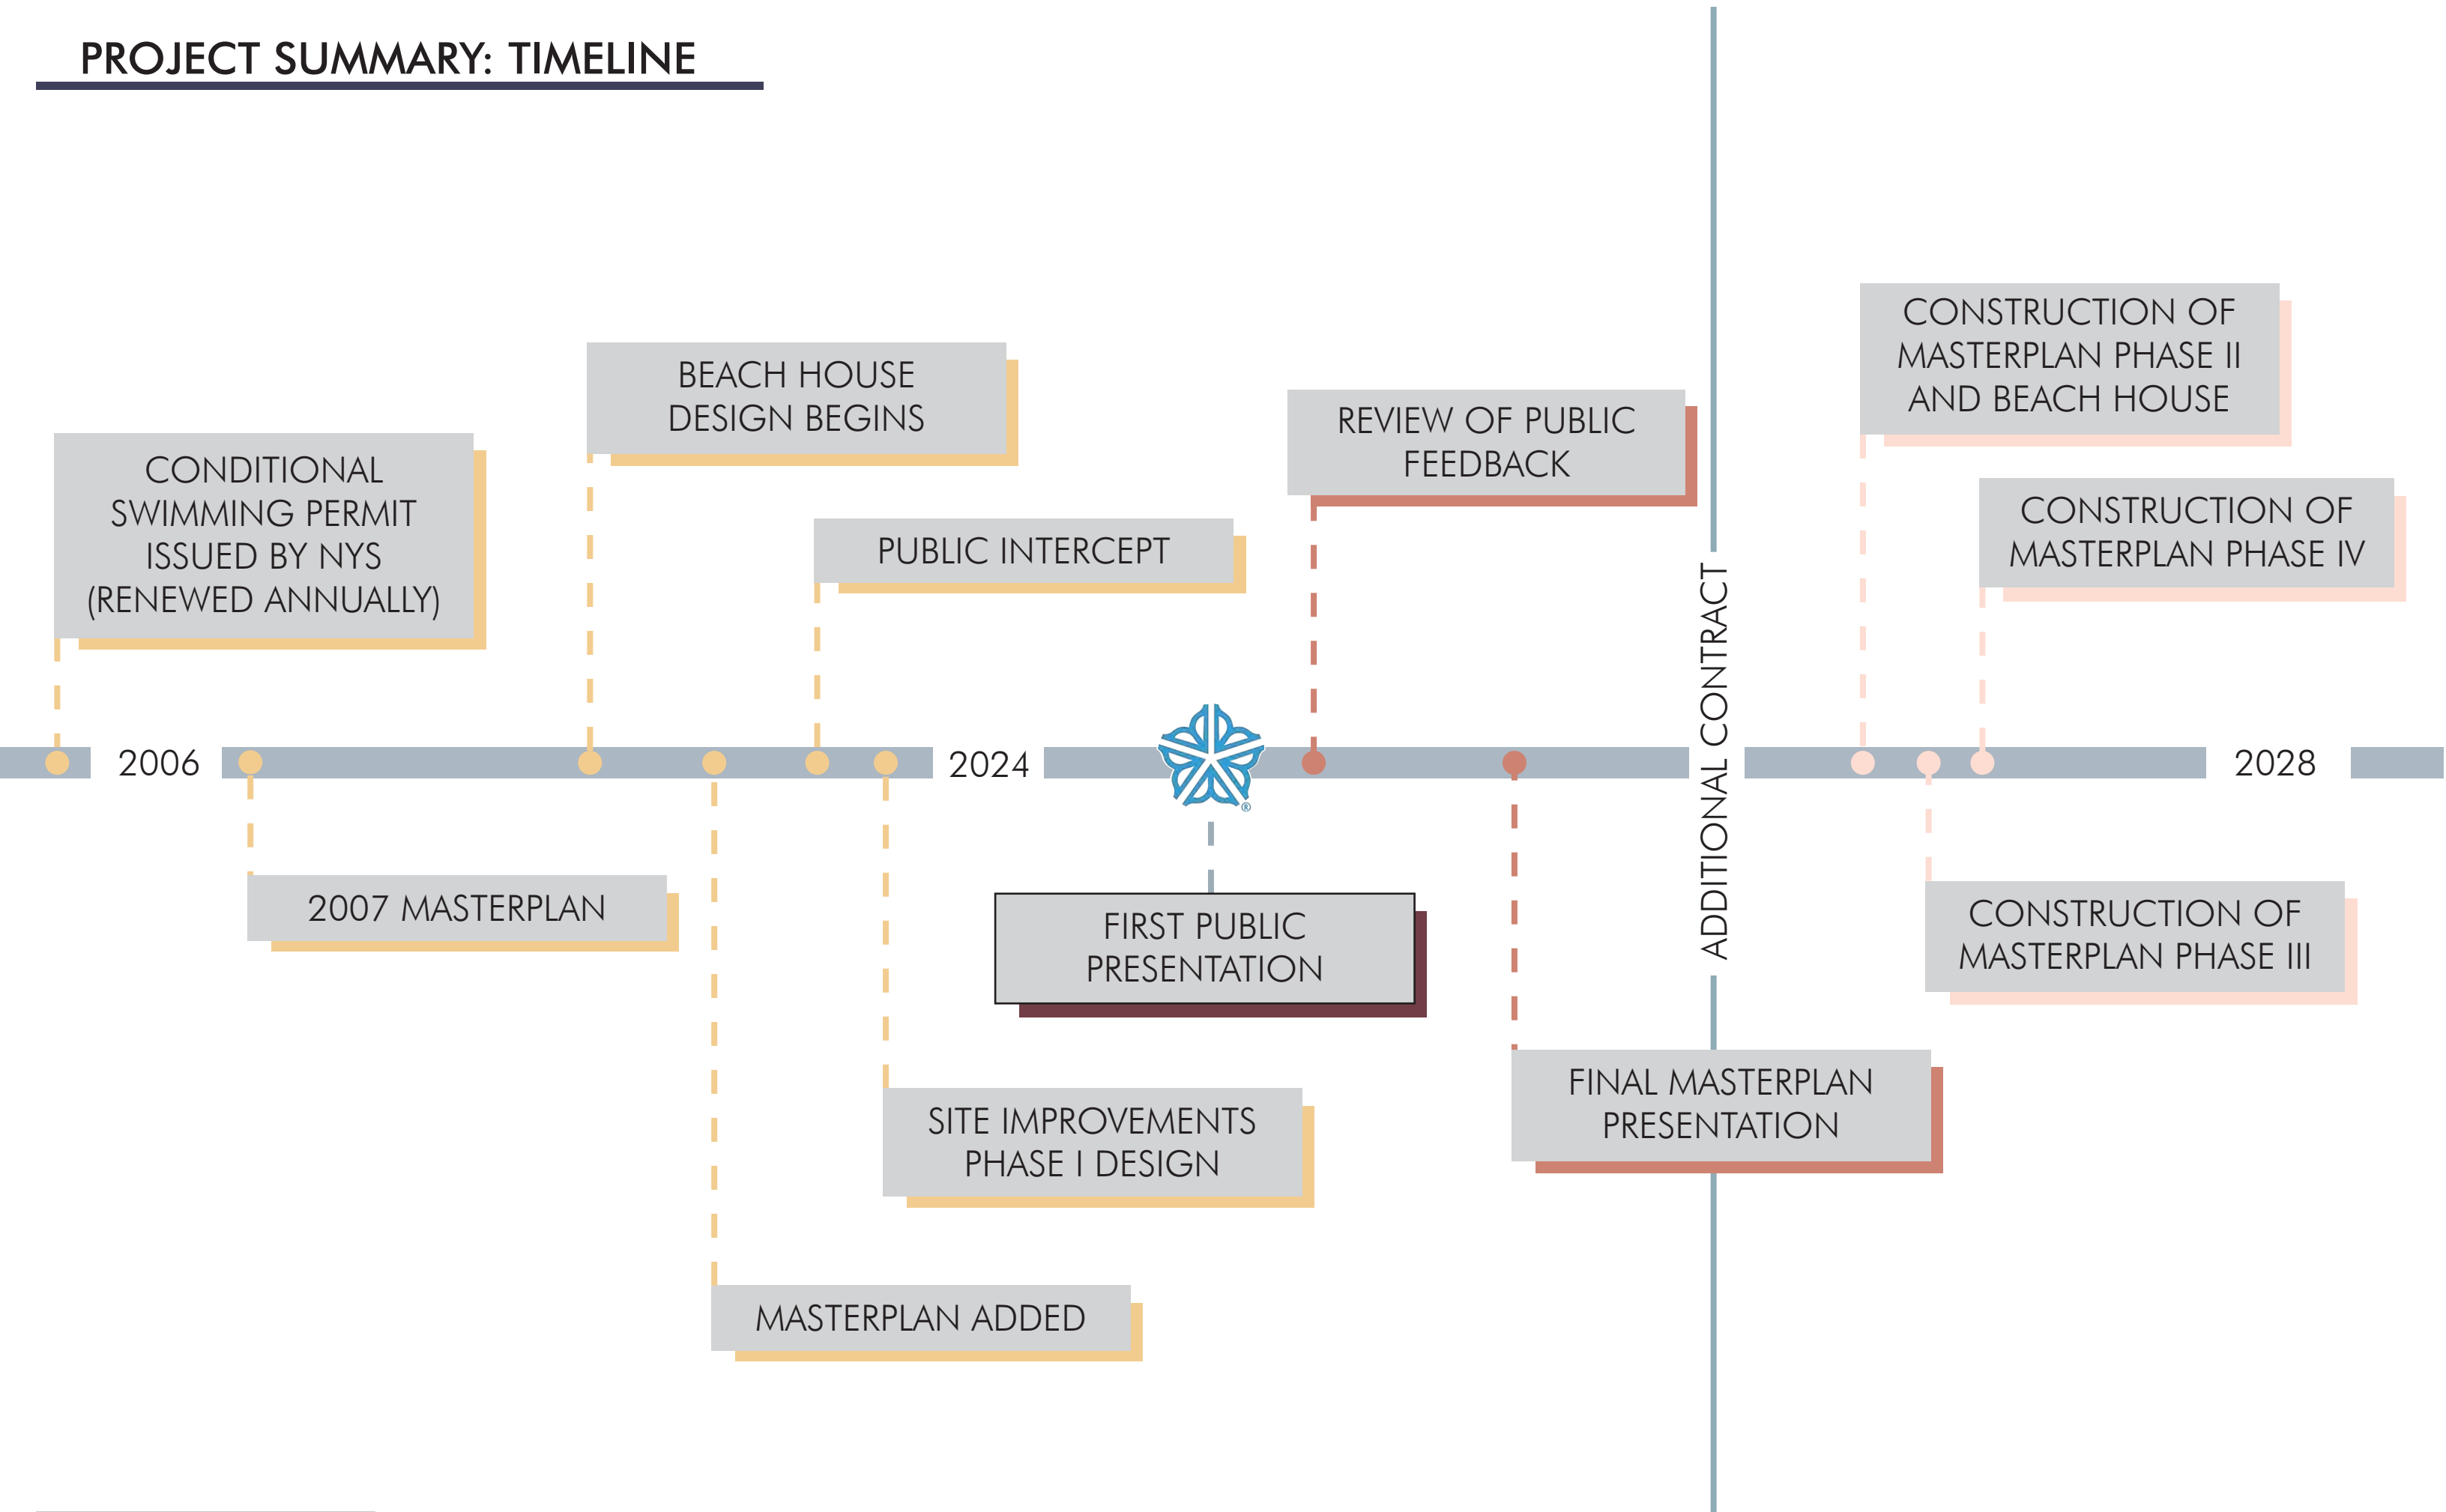 PROJECT SUMMARY: TIMELINE
CONDITIONAL
SWIMMING PERMIT
ISSUED BY NYS
(RENEWED ANNUALLY)
BEACH HOUSE
DESIGN BEGINS
PUBLIC INTERCEPT
REVIEW OF PUBLIC
FEEDBACK
CONSTRUCTION OF
MASTERPLAN PHASE II
AND BEACH HOUSE
CONSTRUCTION OF
MASTERPLAN PHASE IV
ADDITIONAL CONTRACT
2006
2024
®
2028
2007 MASTERPLAN
FIRST PUBLIC
PRESENTATION
CONSTRUCTION OF
MASTERPLAN PHASE III
SITE IMPROVEMENTS
PHASE I DESIGN
FINAL MASTERPLAN
PRESENTATION
MASTERPLAN ADDED